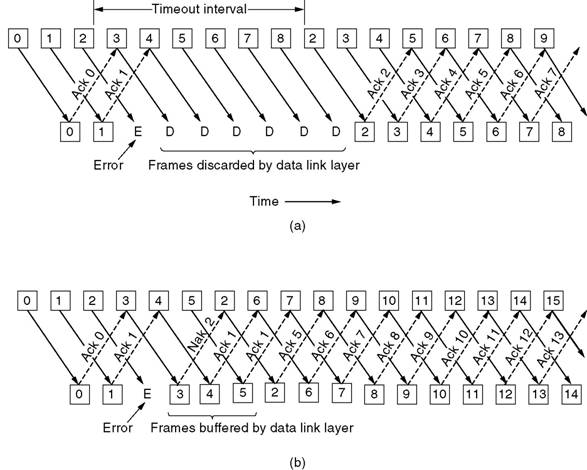 Timeout interval
0 1 2 3 4 5 6 7 8 2 3 4 5 6 7 8 9
Ack 0 Ack 1 Ack 2 Ack 3 Ack 4 Ack 5 Ack 6 Ack 7
0 1 E D D D D D D 2 3 4 5 6 7 8
Error Frames discarded by data link layer
Time
(a)
0 1 2 3 4 5 2 6 7 8 9 10 11 12 13 14 15
Ack 0 Ack 1 Nak 2 Ack 1 Ack 1 Ack 5 Ack 6 Ack 7 Ack 8 Ack 9 Ack 10 Ack 11 Ack 12 Ack 13
0 1 E 3 4 5 2 6 7 8 9 10 11 12 13 14
Error Frames buffered by data link layer
(b)